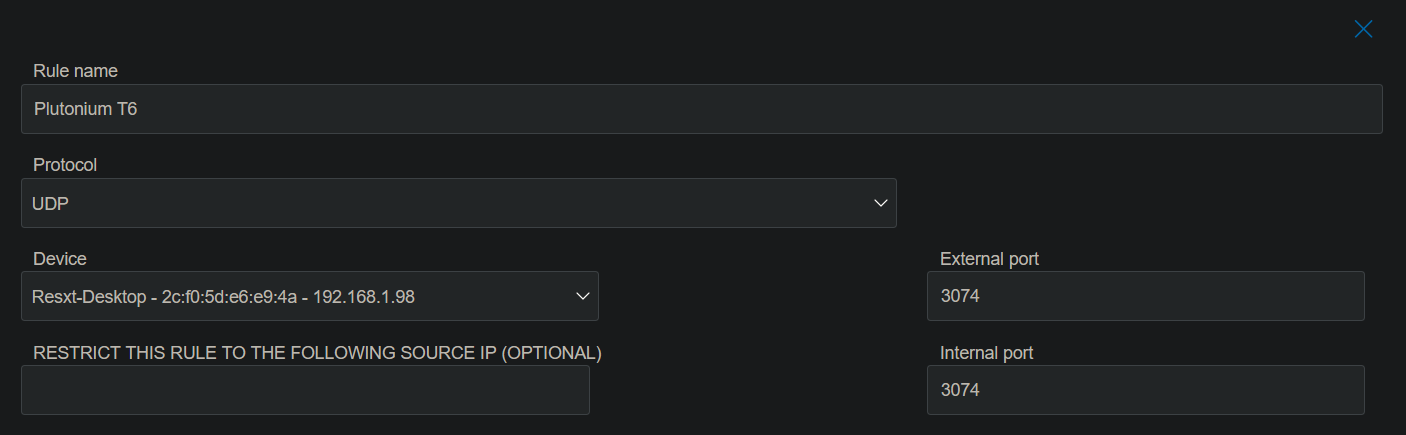 Rule name
Plutonium T6
Protocol
UDP
Device
External port
Resxt-Desktop - 2c:f0:5d:e6:e9:4a - 192.168.1.98
3074
RESTRICT THIS RULE TO THE FOLLOWING SOURCE IP (OPTIONAL)
Internal port
3074